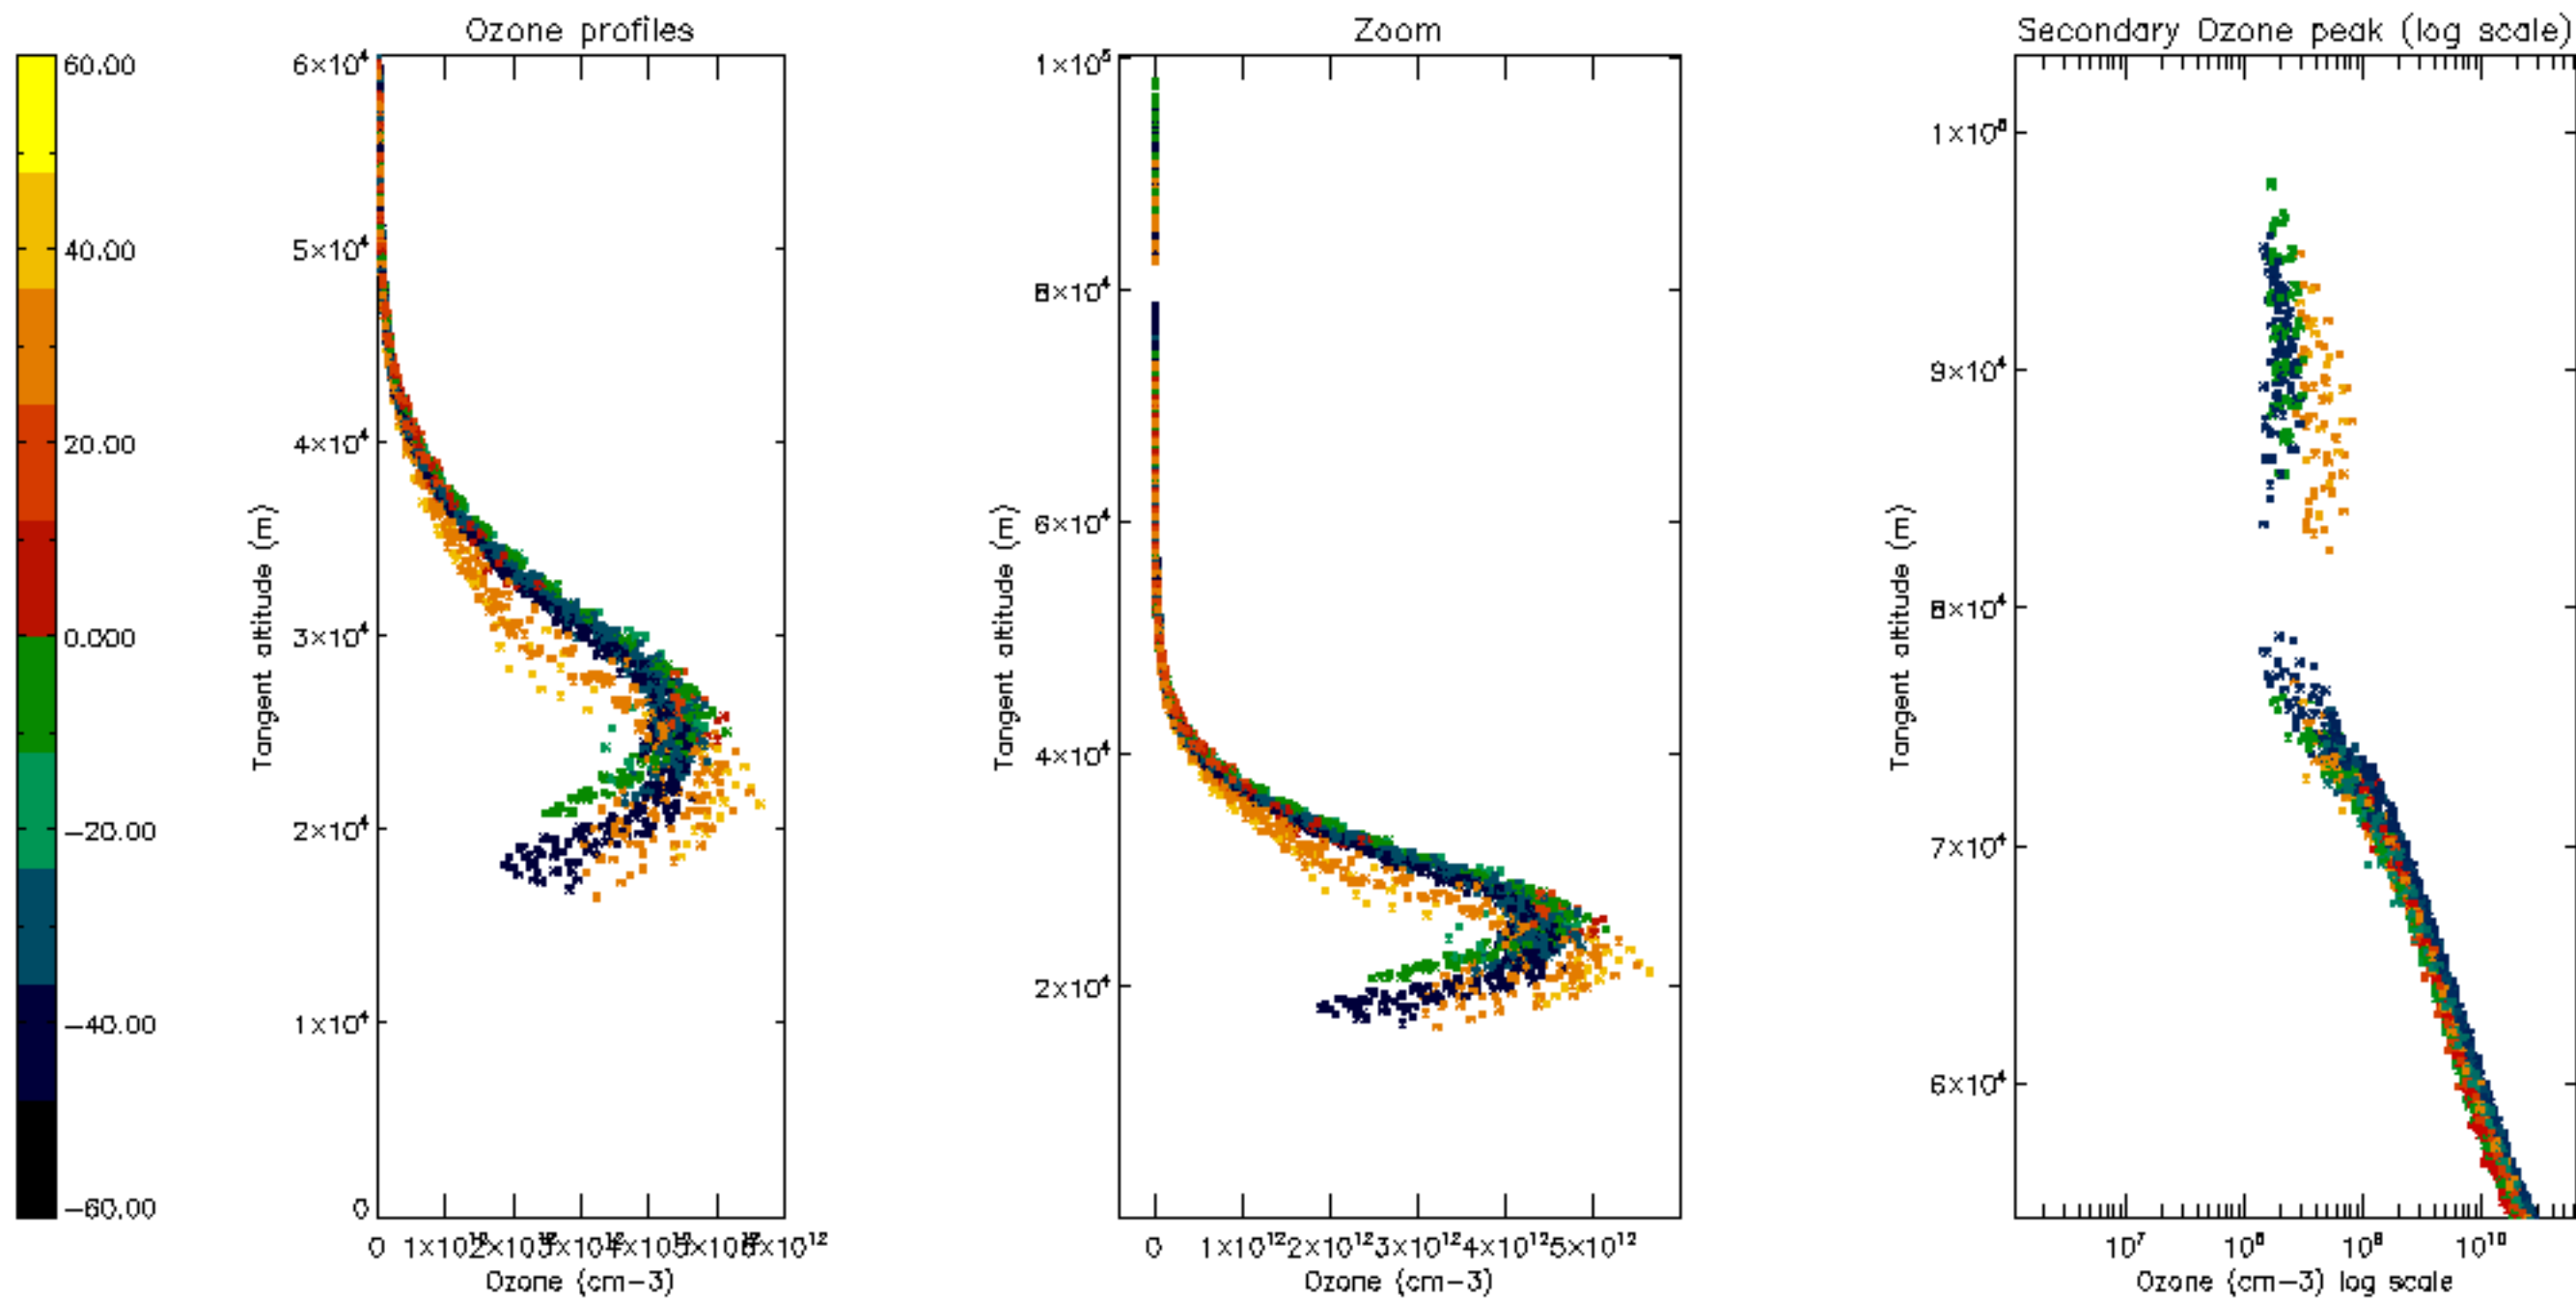 Ozone profiles
Zoom
Secondary Ozone peak (log scale)
60.00
40.00
20.00
0.000
−20.00
−40.00
−60.00
6×10⁴
5×10⁴
4×10⁴
3×10⁴
2×10⁴
1×10⁴
0
Tangent altitude (m)
0
Ozone (cm−3)
1×10⁵
8×10⁴
6×10⁴
4×10⁴
2×10⁴
Tangent altitude (m)
0 1×10¹² 2×10¹² 3×10¹² 4×10¹² 5×10¹²
Ozone (cm−3)
9×10⁴
8×10⁴
7×10⁴
6×10⁴
Tangent altitude (m)
10⁷ 10⁸ 10⁹ 10¹⁰
Ozone (cm−3) log scale